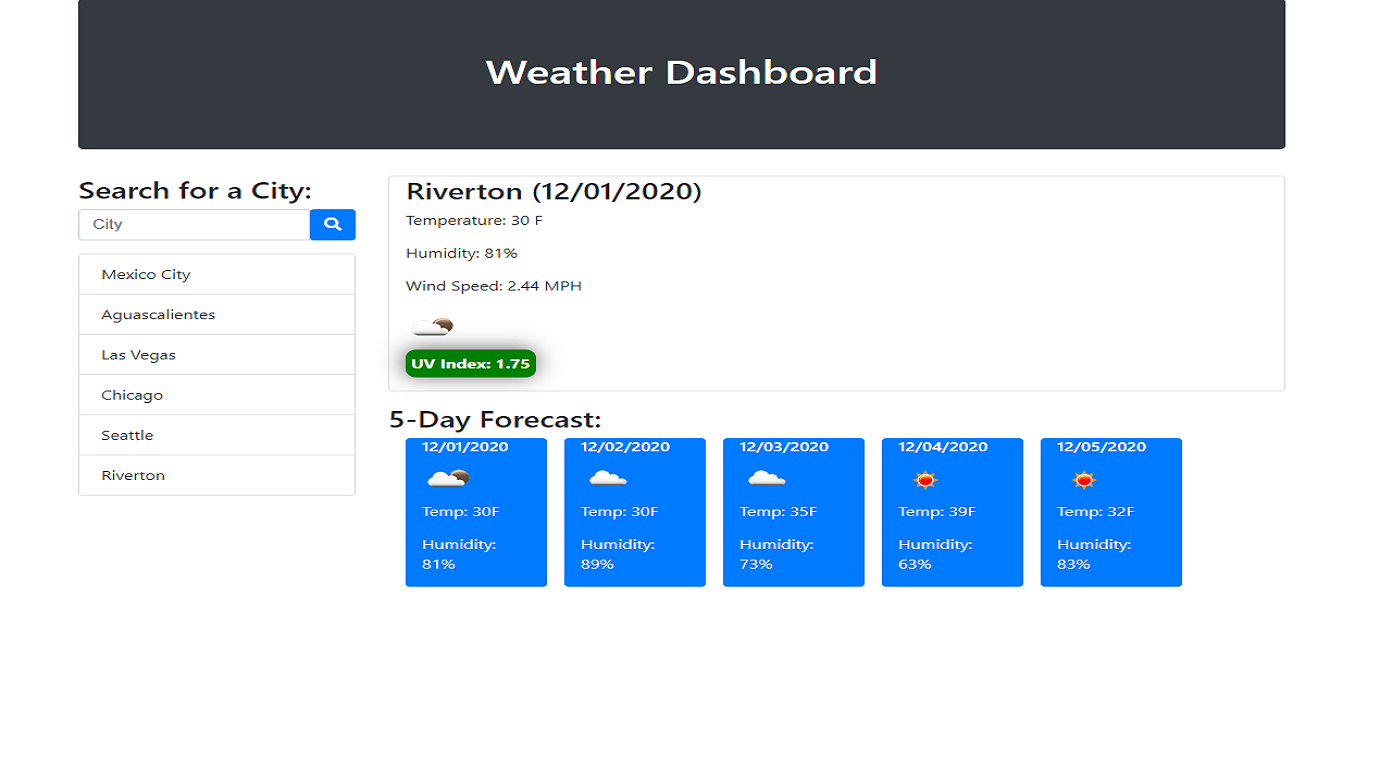 Weather Dashboard
Search for a City:
City
Mexico City
Aguascalientes
Las Vegas
Chicago
Seattle
Riverton
Riverton (12/01/2020)
Temperature: 30 F
Humidity: 81%
Wind Speed: 2.44 MPH
UV Index: 1.75
5-Day Forecast:
12/01/2020
Temp: 30F
Humidity:
81%
12/02/2020
Temp: 30F
Humidity:
89%
12/03/2020
Temp: 35F
Humidity:
73%
12/04/2020
Temp: 39F
Humidity:
63%
12/05/2020
Temp: 32F
Humidity:
83%